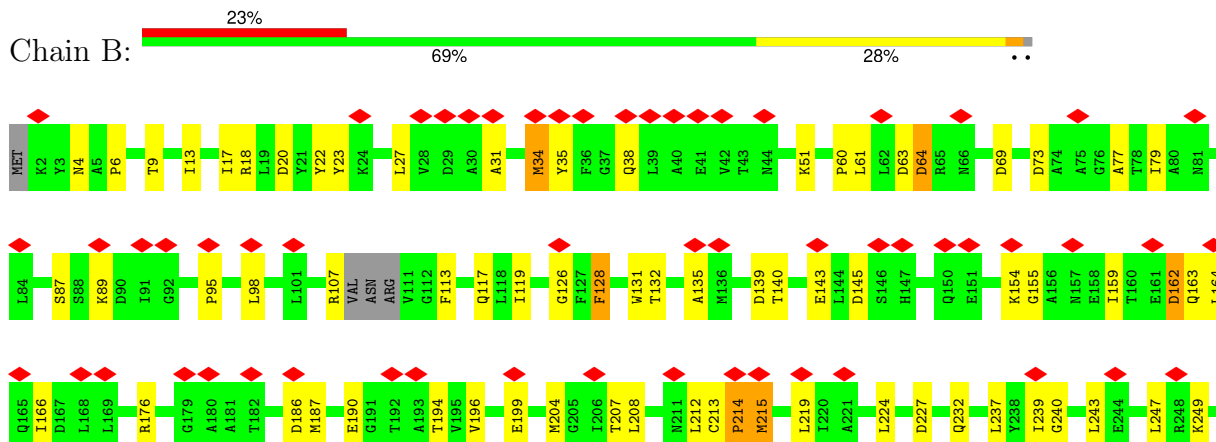 23%
Chain B:
69% 28% • •
MET K2 Y3 N4 A5 P6 T9 I13 I17 R18 L19 D20 Y21 Y22 Y23 K24 L27 V28 D29 A30 A31 M34 Y35 F36 G37 Q38 L39 A40 E41 V42 T43 N44 K51 P60 L61 L62 D63 D64 R65 N66 D69 D73 A74 A75 G76 A77 T78 I79 A80 N81
L84 S87 S88 K89 D90 I91 G92 P95 L98 L101 R107 VAL ASN ARG V111 G112 F113 Q117 L118 I119 G126 F127 F128 W131 T132 A135 M136 D139 T140 E143 L144 D145 S146 H147 Q150 E151 K154 G155 A156 N157 E158 I159 T160 E161 D162 Q163 L164
Q165 I166 D167 L168 L169 R176 G179 A180 A181 T182 D186 M187 E190 G191 T192 A193 T194 V195 V196 E199 M204 G205 I206 T207 L208 N211 L212 G213 P214 M215 L219 I220 A221 L224 D227 Q232 L237 Y238 I239 G240 L243 E244 L247 R248 K249